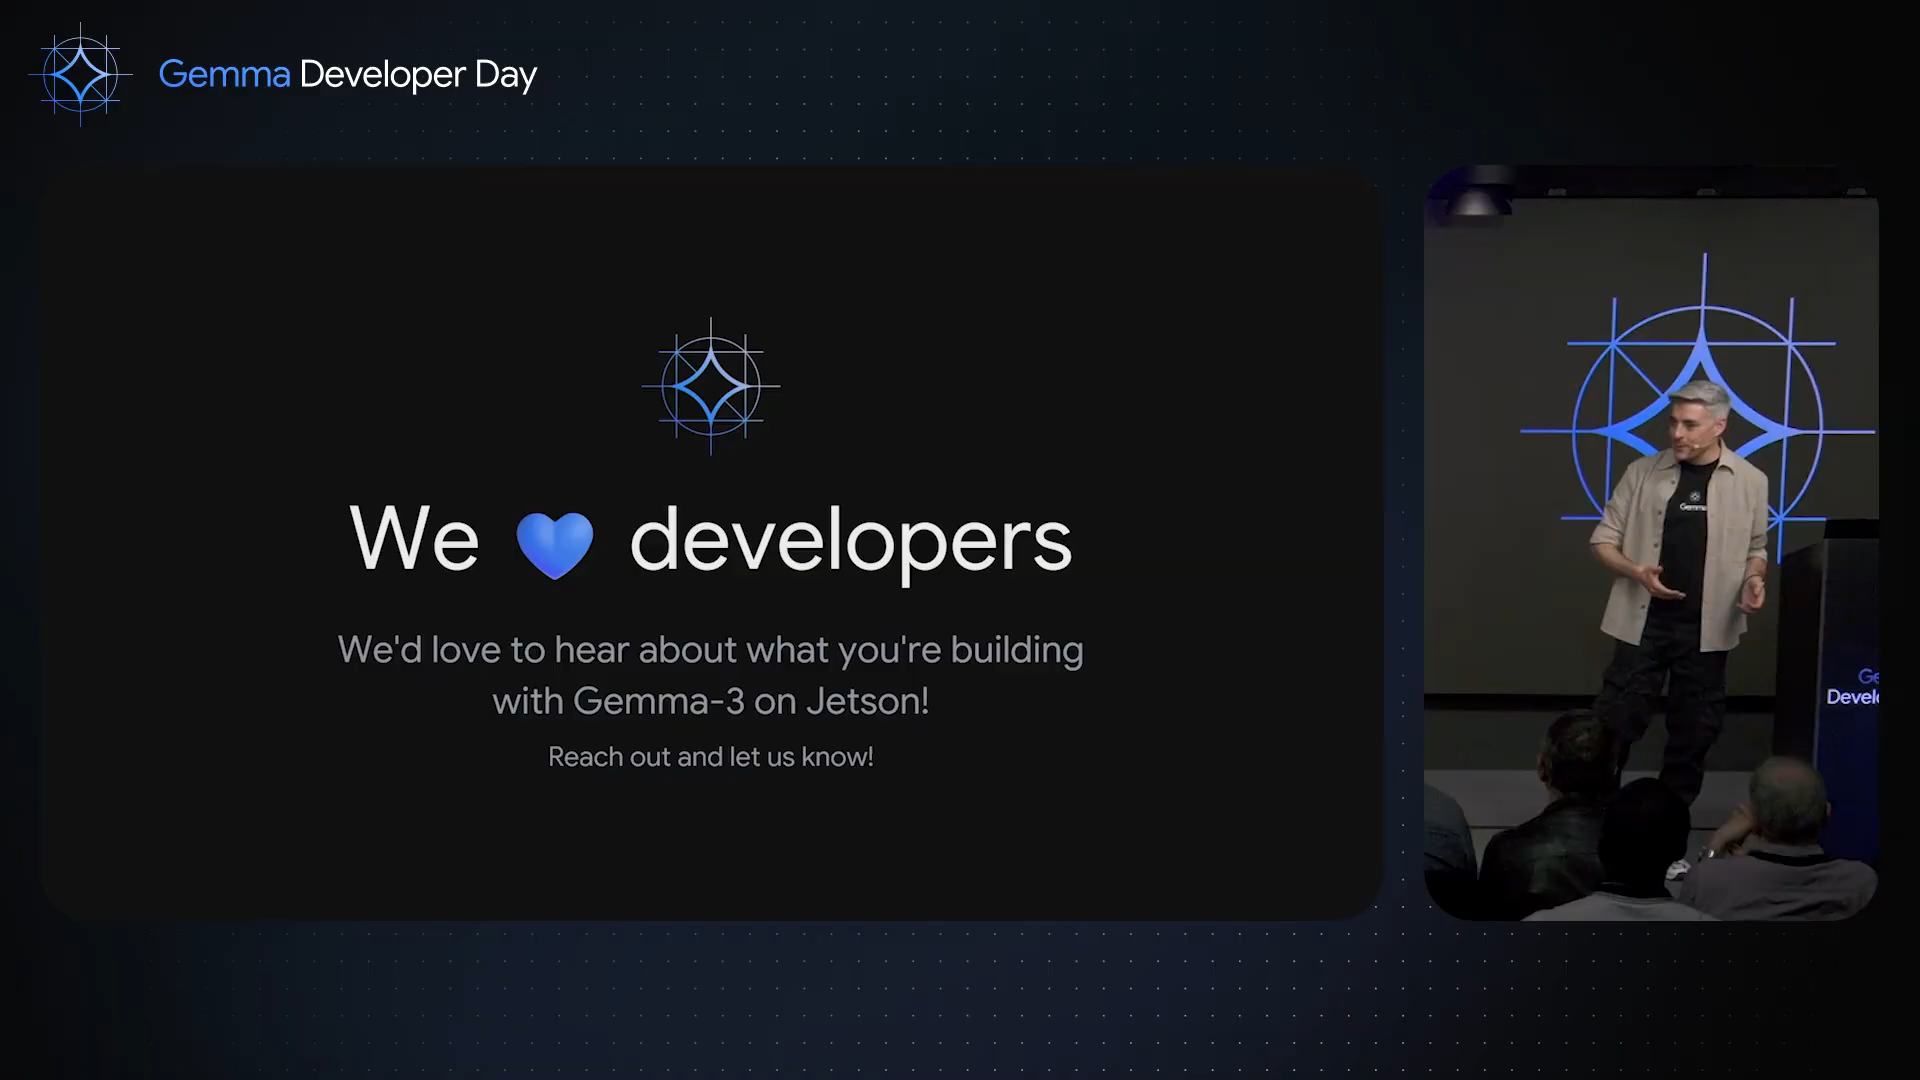 Gemma Developer Day
We 💙 developers
We'd love to hear about what you're building
with Gemma-3 on Jetson!
Reach out and let us know!
Gemma